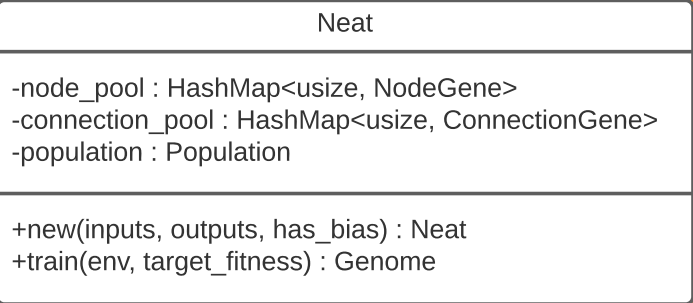 Neat
-node_pool : HashMap<usize, NodeGene>
-connection_pool : HashMap<usize, ConnectionGene>
-population : Population
+new(inputs, outputs, has_bias) : Neat
+train(env, target_fitness) : Genome